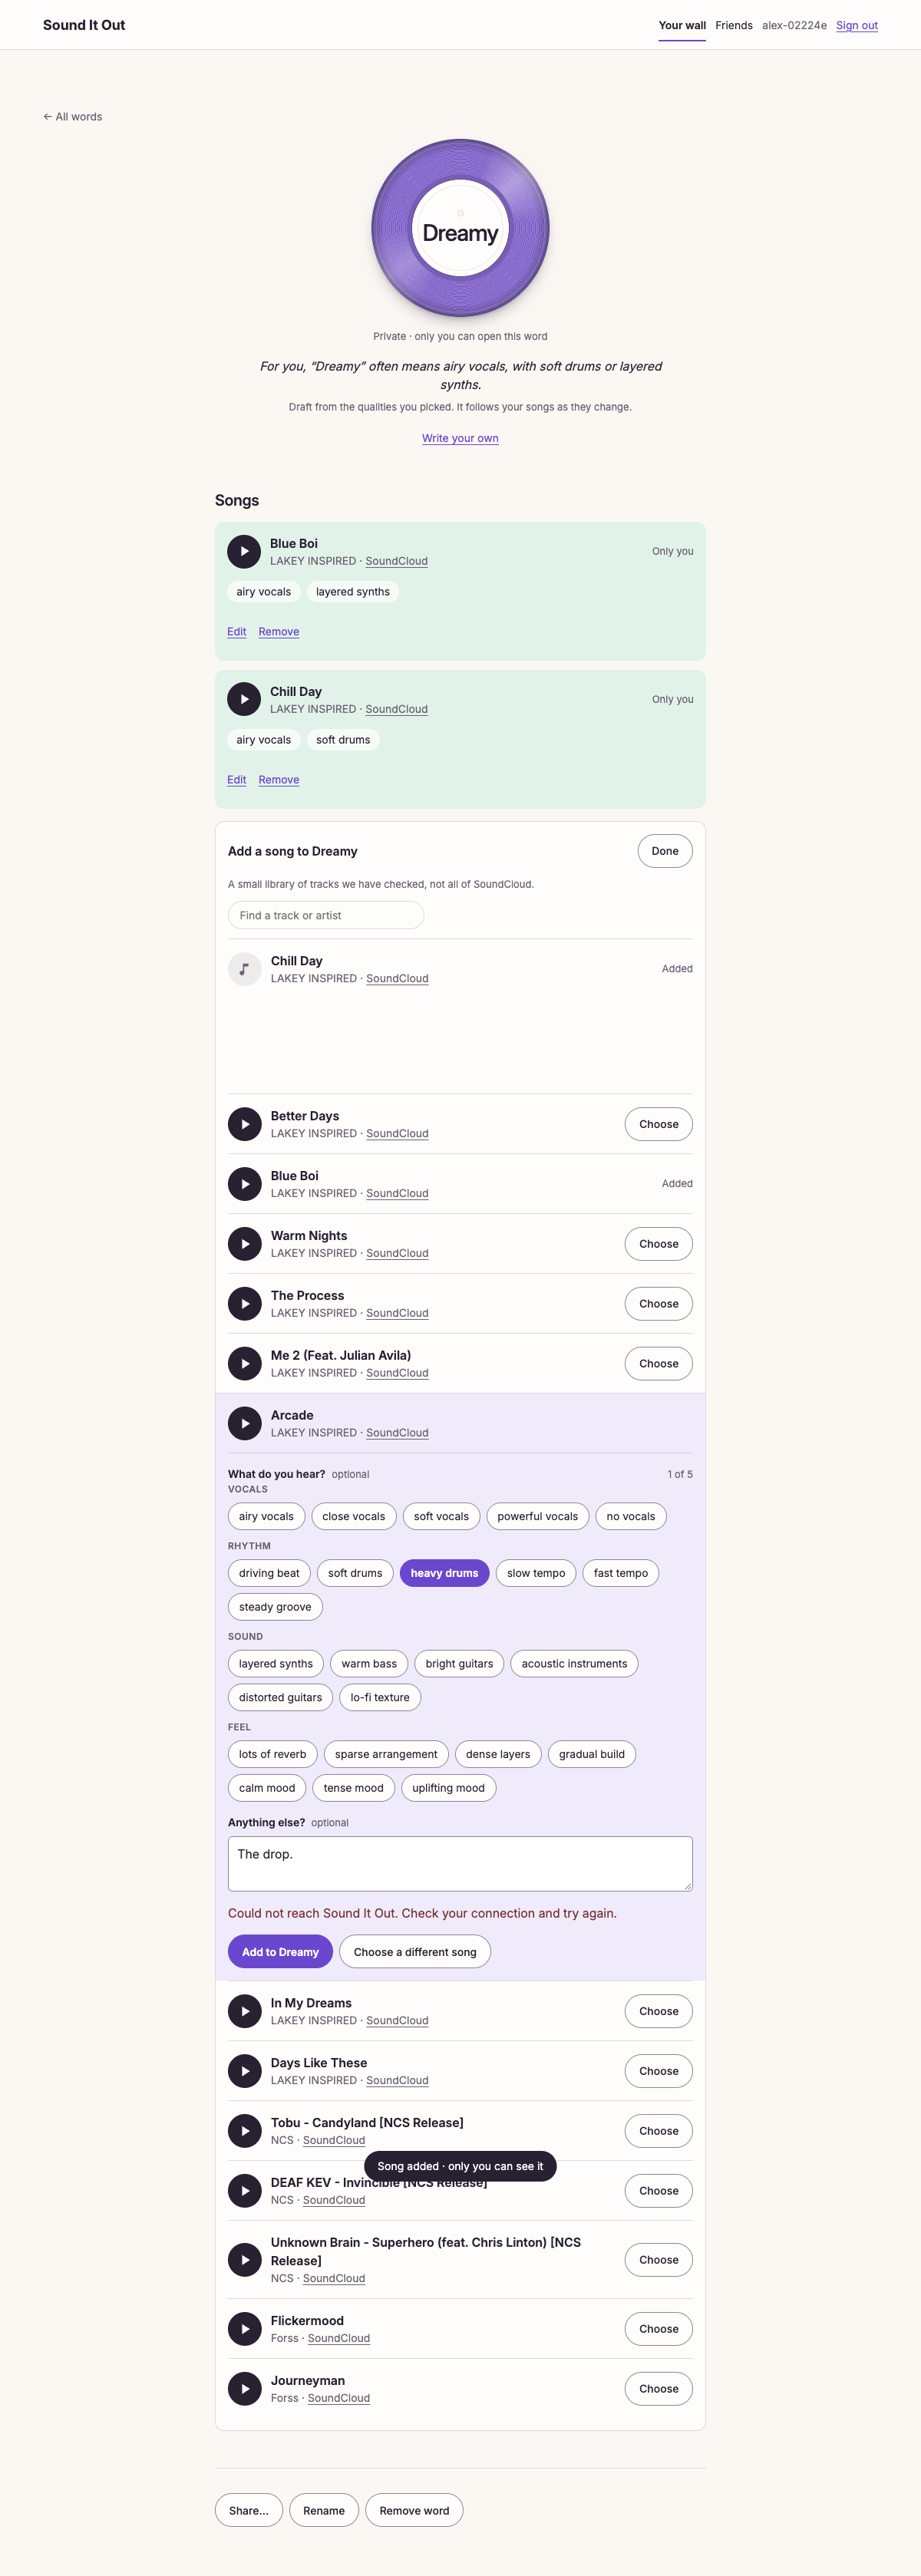 Sound It Out
Your wall Friends alex-02224e Sign out
← All words
Dreamy
Private · only you can open this word
For you, “Dreamy” often means airy vocals, with soft drums or layered
synths.
Draft from the qualities you picked. It follows your songs as they change.
Write your own
Songs
Blue Boi
LAKEY INSPIRED · SoundCloud
Only you
airy vocals layered synths
Edit Remove
Chill Day
LAKEY INSPIRED · SoundCloud
Only you
airy vocals soft drums
Edit Remove
Add a song to Dreamy
Done
A small library of tracks we have checked, not all of SoundCloud.
Find a track or artist
Chill Day
LAKEY INSPIRED · SoundCloud
Added
Better Days
LAKEY INSPIRED · SoundCloud
Choose
Blue Boi
LAKEY INSPIRED · SoundCloud
Added
Warm Nights
LAKEY INSPIRED · SoundCloud
Choose
The Process
LAKEY INSPIRED · SoundCloud
Choose
Me 2 (Feat. Julian Avila)
LAKEY INSPIRED · SoundCloud
Choose
Arcade
LAKEY INSPIRED · SoundCloud
What do you hear? optional 1 of 5
VOCALS
airy vocals close vocals soft vocals powerful vocals no vocals
RHYTHM
driving beat soft drums heavy drums slow tempo fast tempo
steady groove
SOUND
layered synths warm bass bright guitars acoustic instruments
distorted guitars lo-fi texture
FEEL
lots of reverb sparse arrangement dense layers gradual build
calm mood tense mood uplifting mood
Anything else? optional
The drop.
Could not reach Sound It Out. Check your connection and try again.
Add to Dreamy Choose a different song
In My Dreams
LAKEY INSPIRED · SoundCloud
Choose
Days Like These
LAKEY INSPIRED · SoundCloud
Choose
Tobu - Candyland [NCS Release]
NCS · SoundCloud
Choose
Song added · only you can see it
DEAF KEV - Invincible [NCS Release]
NCS · SoundCloud
Choose
Unknown Brain - Superhero (feat. Chris Linton) [NCS
Release]
NCS · SoundCloud
Choose
Flickermood
Forss · SoundCloud
Choose
Journeyman
Forss · SoundCloud
Choose
Share... Rename Remove word